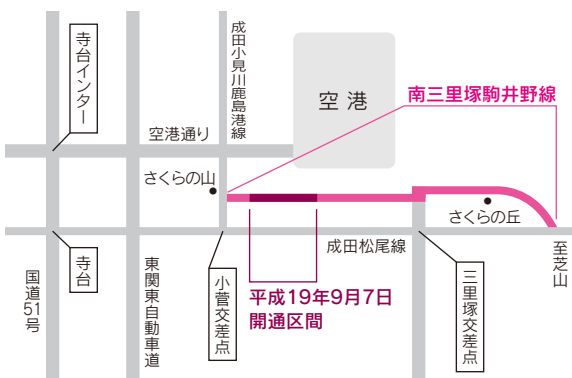 寺台インター
成田小見川鹿島港線
空港
南三里塚駒井野線
空港通り
さくらの山
さくらの丘
成田松尾線
寺台
国道51号
東関東自動車道
小菅交差点
平成19年9月7日
開通区間
三里塚交差点
至芝山